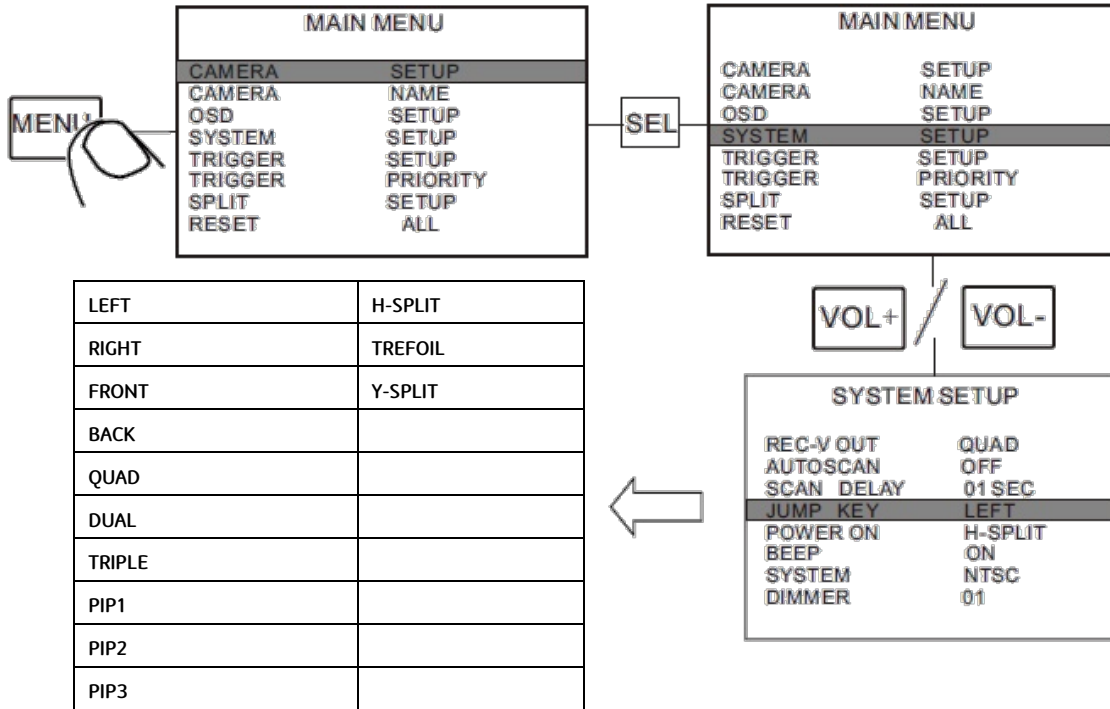 MENU
MAIN MENU
CAMERA SETUP
CAMERA NAME
OSD SETUP
SYSTEM SETUP
TRIGGER SETUP
TRIGGER PRIORITY
SPLIT SETUP
RESET ALL
SEL
MAIN MENU
CAMERA SETUP
CAMERA NAME
OSD SETUP
SYSTEM SETUP
TRIGGER SETUP
TRIGGER PRIORITY
SPLIT SETUP
RESET ALL
VOL+ / VOL-
SYSTEM SETUP
REC-V OUT QUAD
AUTOSCAN OFF
SCAN DELAY 01 SEC
JUMP KEY LEFT
POWER ON H-SPLIT
BEEP ON
SYSTEM NTSC
DIMMER 01
LEFT H-SPLIT
RIGHT TREFOIL
FRONT Y-SPLIT
BACK
QUAD
DUAL
TRIPLE
PIP1
PIP2
PIP3